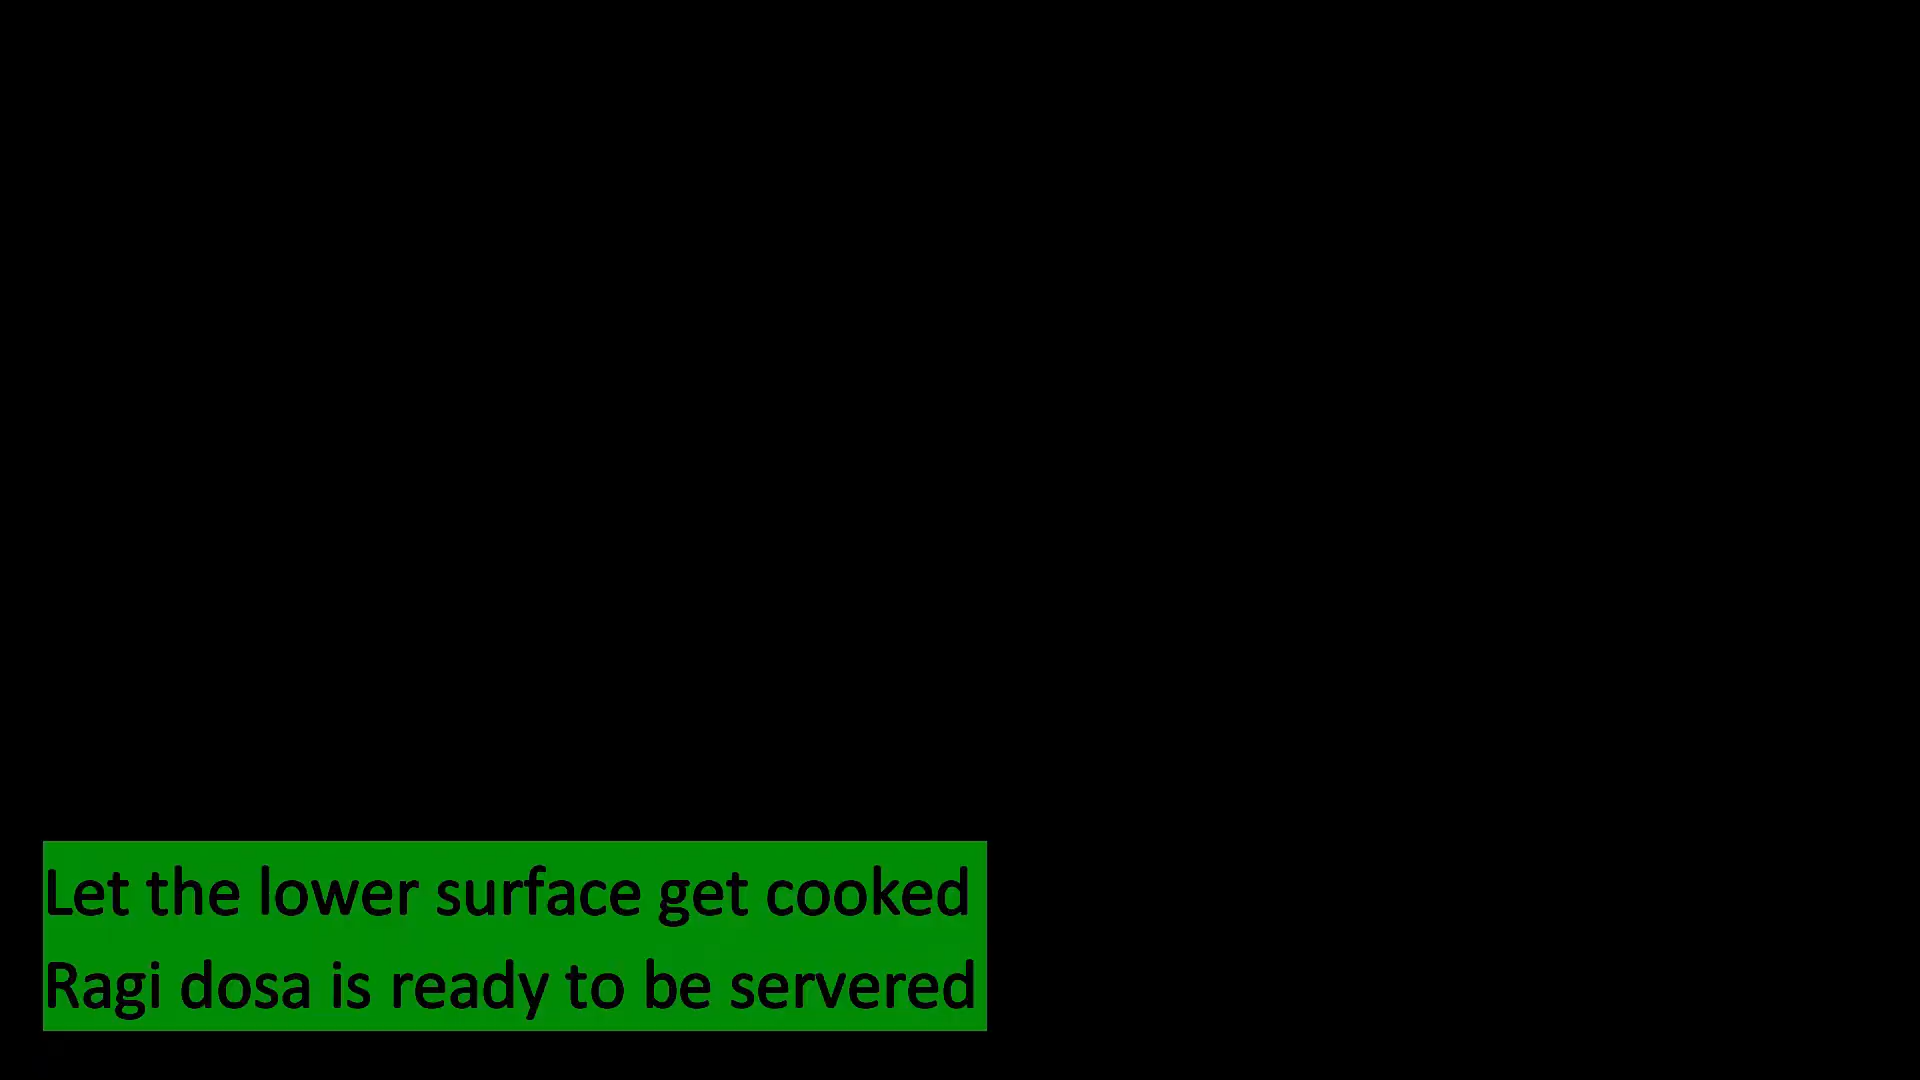 Let the lower surface get cooked
Ragi dosa is ready to be servered